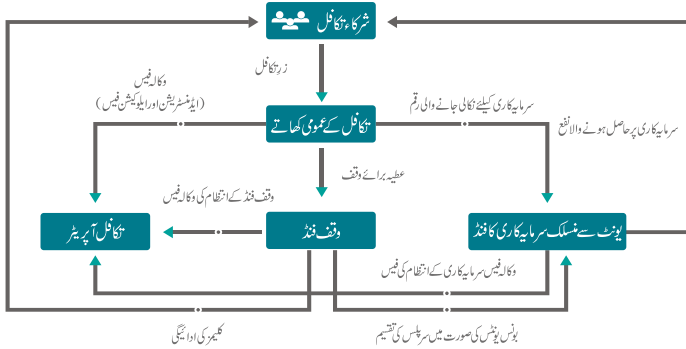 شرکاء تکافل
زرِ تکافل
وکالہ فیس
(ایڈمنسٹریشن اور ایلوکیشن فیس)
سرمایہ کاری کیلئے نکالی جانے والی رقم
تکافل کے عمومی کھاتے
سرمایہ کاری پر حاصل ہونے والا نفع
عطیہ برائے وقف
وقف فنڈ کے انتظام کی وکالہ فیس
یونٹ سے منسلک سرمایہ کاری کا فنڈ
وقف فنڈ
تکافل آپریٹر
وکالہ فیس سرمایہ کاری کے انتظام کی فیس
بونس یونٹس کی صورت میں سرپلس کی تقسیم
کلیمز کی ادائیگی